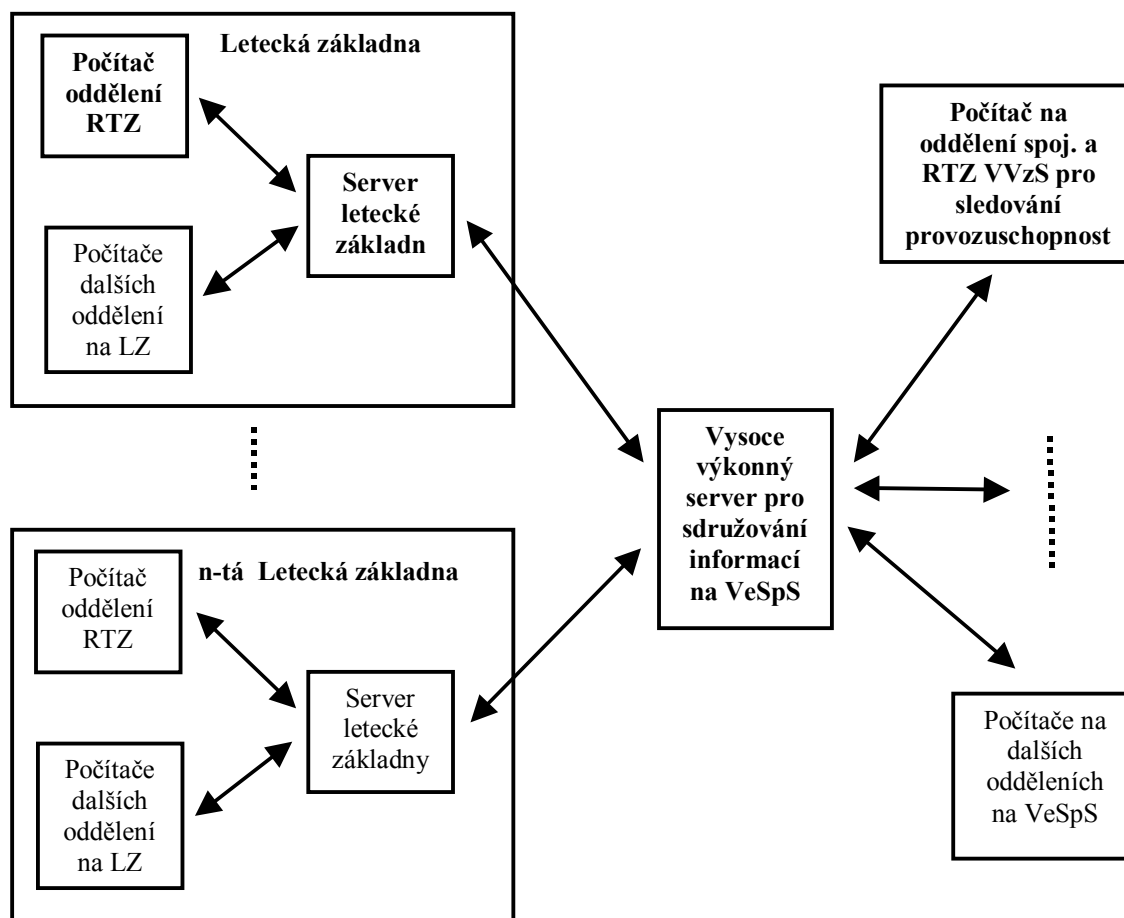 Letecká základna
Počítač
oddělení
RTZ
Server
letecké
základn
Počítače
dalších
oddělení
na LZ
Počítač na
oddělení spoj. a
RTZ VVzS pro
sledování
provozuschopnost
Vysoce
výkonný
server pro
sdružování
informací
na VeSpS
n-tá Letecká základna
Počítač
oddělení
RTZ
Server
letecké
základny
Počítače
dalších
oddělení
na LZ
Počítače na
dalších
odděleních
na VeSpS